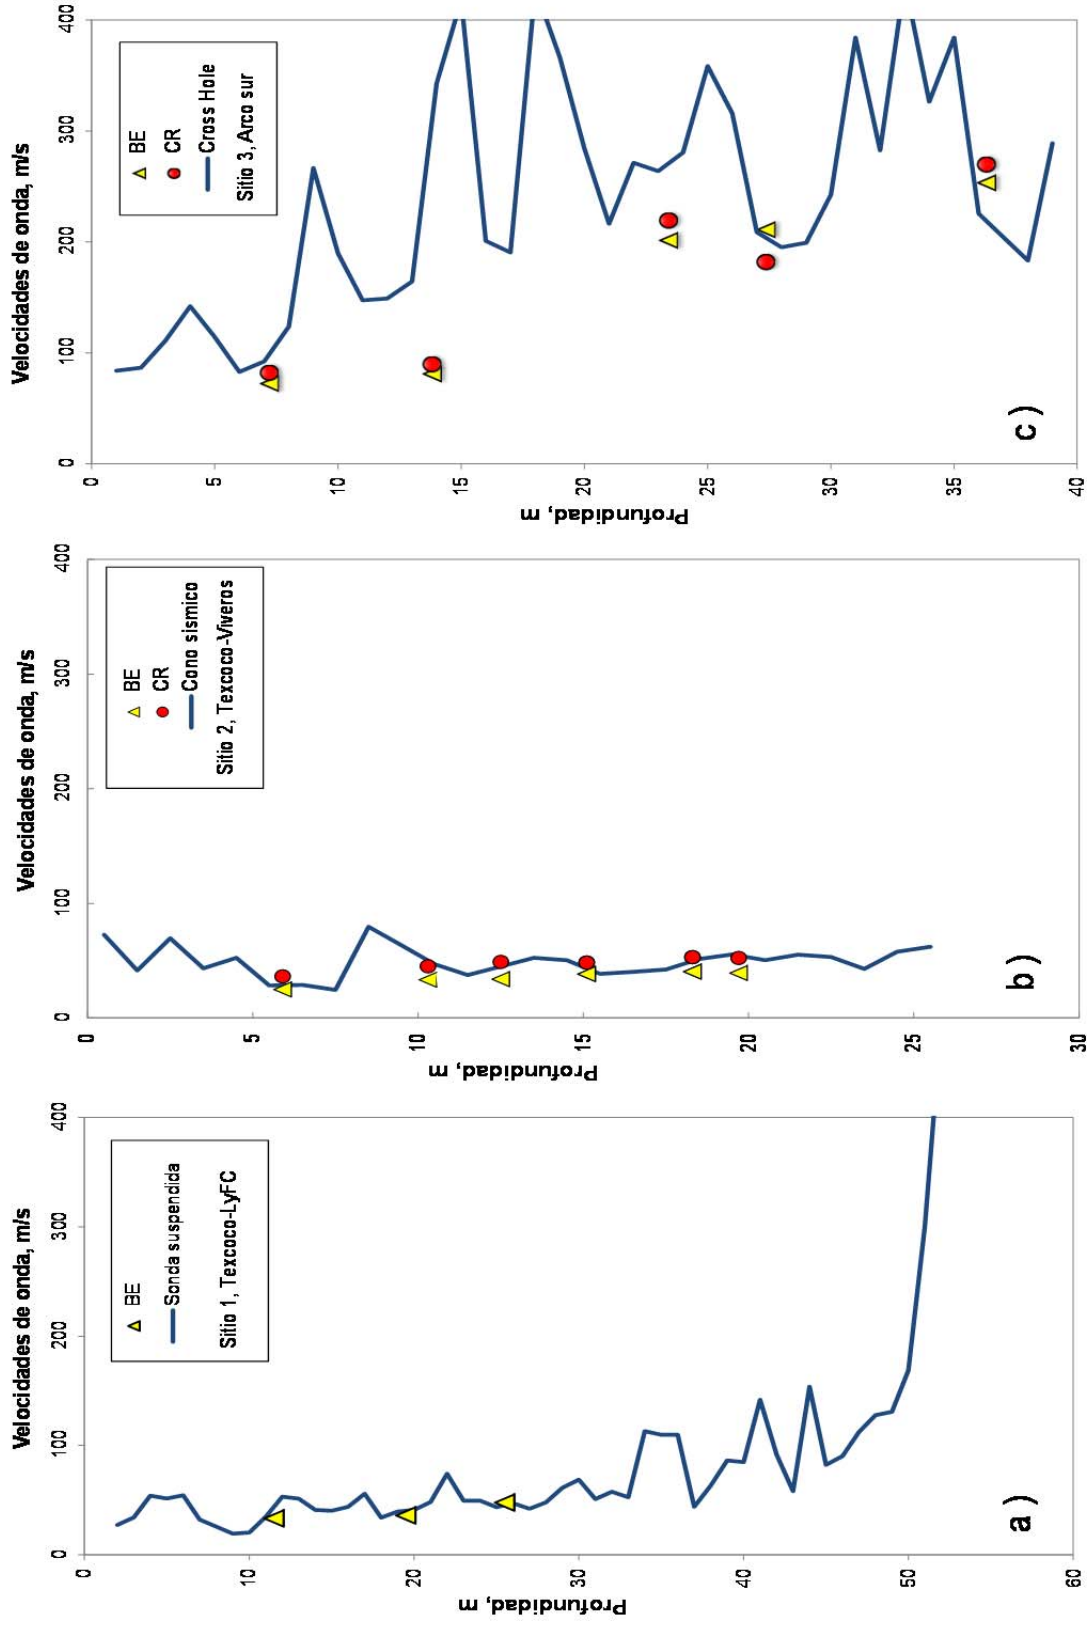 Velocidades de onda, m/s
0 100 200 300 400
BE
Sonda suspendida
Sitio 1, Texcoco-LyFC
Profundidad, m
0
10
20
30
40
50
60
a )
Velocidades de onda, m/s
0 100 200 300 400
BE
CR
Cono sismico
Sitio 2, Texcoco-Viveros
Profundidad, m
0
5
10
15
20
25
30
b )
Velocidades de onda, m/s
0 100 200 300 400
BE
CR
Cross Hole
Sitio 3, Arco sur
Profundidad, m
0
5
10
15
20
25
30
35
40
c )